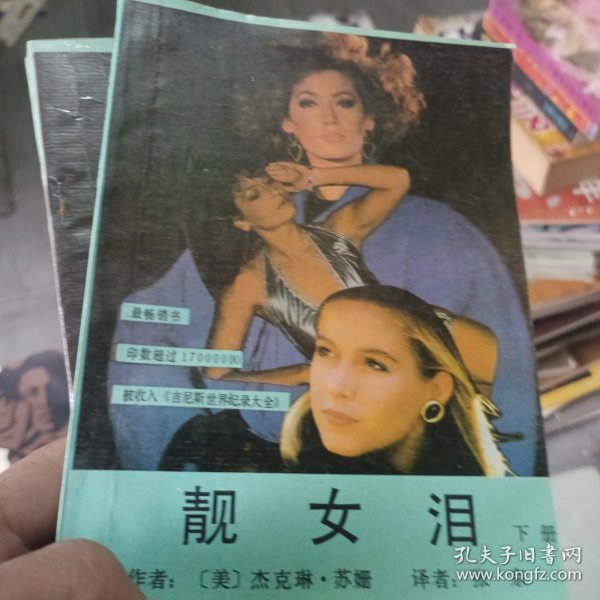 最畅销书
印数超过17000000
被收入《吉尼斯世界纪录大全》
靓女泪 下册
作者：〔美〕杰克琳·苏姗 译者：张
孔夫子旧书网
www.kongfz.com